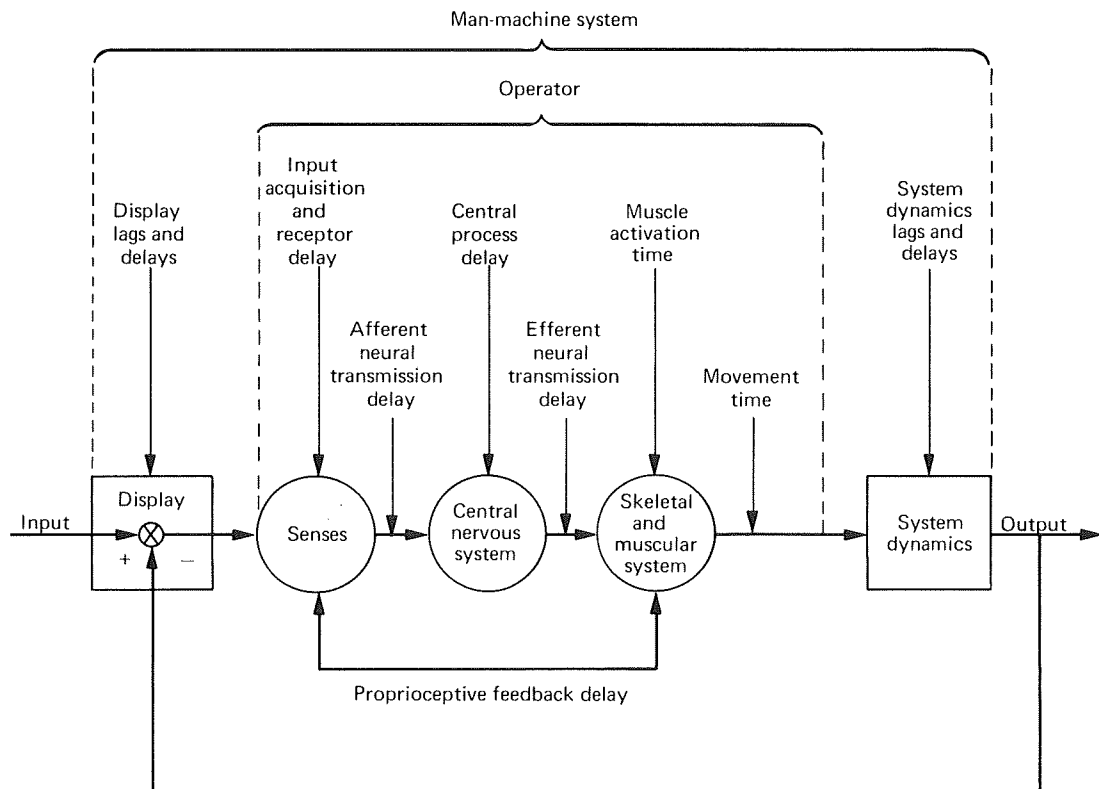 Man-machine system
Operator
Input
acquisition
and
receptor
delay
Display
lags and
delays
Central
process
delay
Muscle
activation
time
System
dynamics
lags and
delays
Afferent
neural
transmission
delay
Efferent
neural
transmission
delay
Movement
time
Input
Display
+ −
Senses
Central
nervous
system
Skeletal
and
muscular
system
System
dynamics
Output
Proprioceptive feedback delay